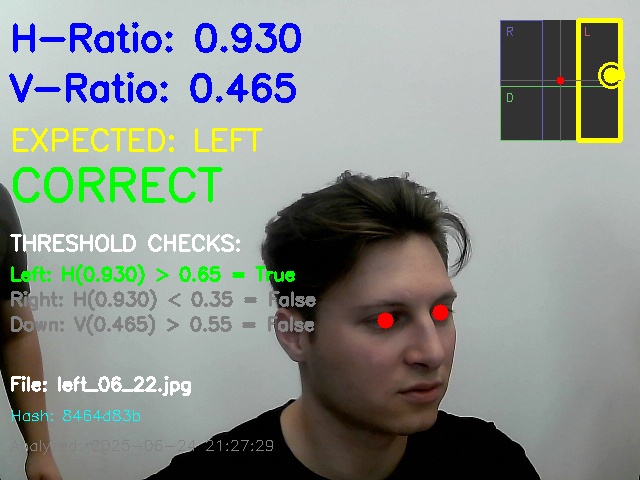 H-Ratio: 0.930
V-Ratio: 0.465
EXPECTED: LEFT
CORRECT
THRESHOLD CHECKS:
Left: H(0.930) > 0.65 = True
Right: H(0.930) < 0.35 = False
Down: V(0.465) > 0.55 = False
File: left_06_22.jpg
Hash: 8464d83b
Analyzed: 2025-06-24 21:27:29
R
L
C
D